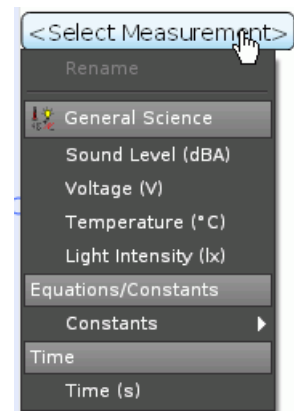 <Select Measurement>
Rename
General Science
Sound Level (dBA)
Voltage (V)
Temperature (°C)
Light Intensity (lx)
Equations/Constants
Constants
Time
Time (s)